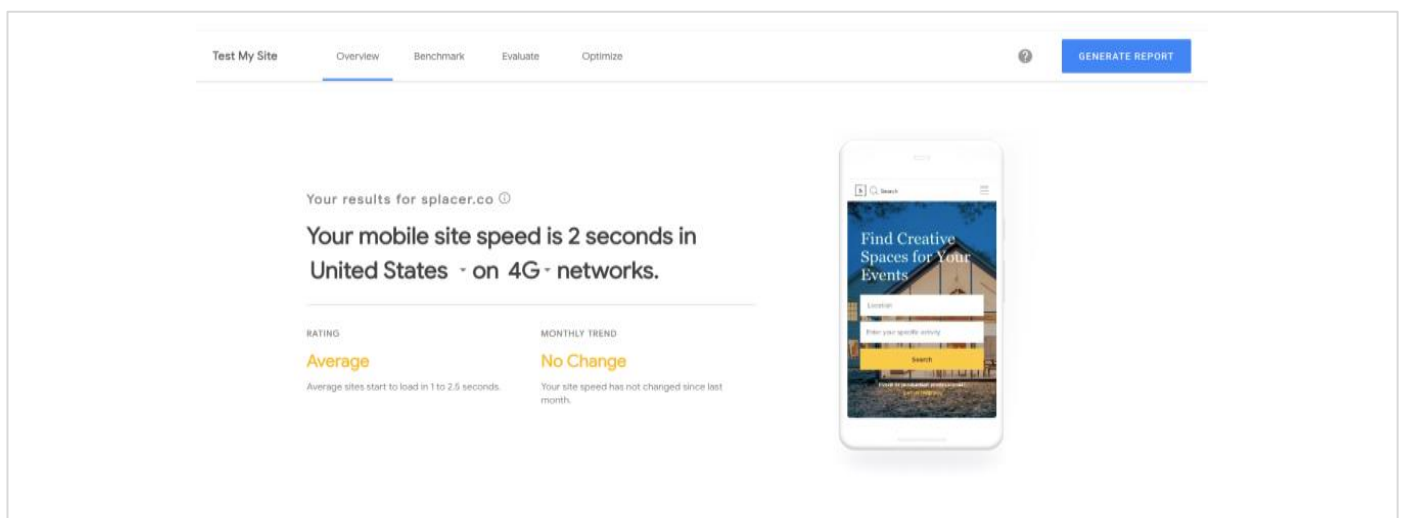 Test My Site
Overview
Benchmark
Evaluate
Optimize
GENERATE REPORT
Your results for splacer.co
Your mobile site speed is 2 seconds in
United States on 4G networks.
RATING
Average
Average sites start to load in 1 to 2.5 seconds.
MONTHLY TREND
No Change
Your site speed has not changed since last
month.
Search
Find Creative
Spaces for Your
Events
Location
Enter your specific activity
Search